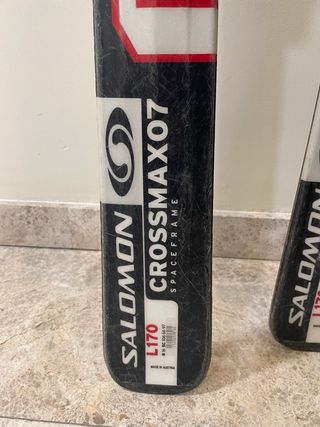 SALOMON
CROSSMAX07
SPACEFRAME
L170
MADE IN AUSTRIA
SALOMON